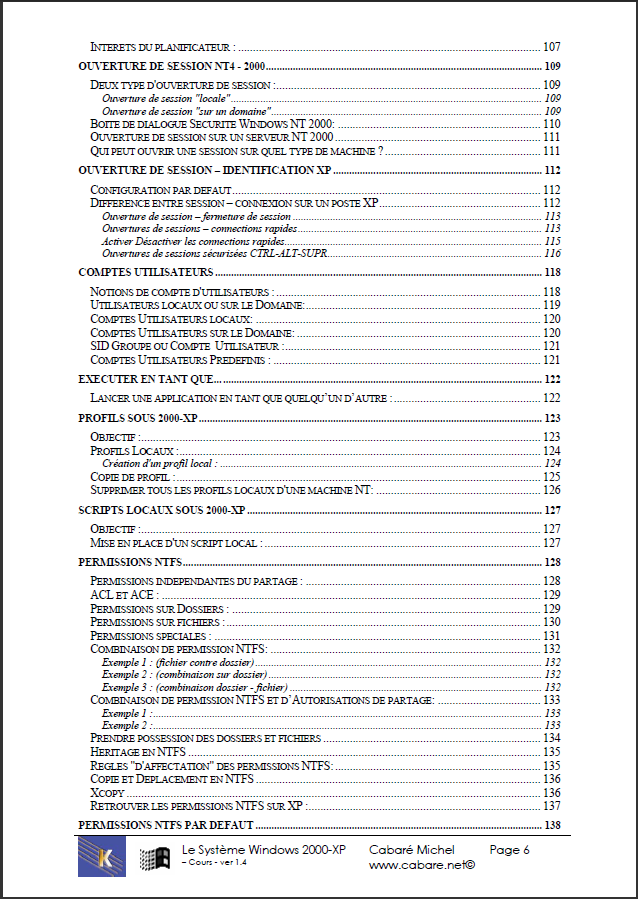 INTERETS DU PLANIFICATEUR : 107
OUVERTURE DE SESSION NT4 - 2000 109
DEUX TYPE D'OUVERTURE DE SESSION : 109
Ouverture de session "locale" 109
Ouverture de session "sur un domaine" 109
BOITE DE DIALOGUE SECURITE WINDOWS NT 2000: 110
OUVERTURE DE SESSION SUR UN SERVEUR NT 2000 111
QUI PEUT OUVRIR UNE SESSION SUR QUEL TYPE DE MACHINE ? 111
OUVERTURE DE SESSION – IDENTIFICATION XP 112
CONFIGURATION PAR DEFAUT 112
DIFFERENCE ENTRE SESSION – CONNEXION SUR UN POSTE XP 112
Ouverture de session – fermeture de session 113
Ouvertures de sessions – connections rapides 113
Activer Désactiver les connections rapides 115
Ouvertures de sessions sécurisées CTRL-ALT-SUPR 116
COMPTES UTILISATEURS 118
NOTIONS DE COMPTE D'UTILISATEURS : 118
UTILISATEURS LOCAUX OU SUR LE DOMAINE: 119
COMPTES UTILISATEURS LOCAUX: 120
COMPTES UTILISATEURS SUR LE DOMAINE: 120
SID GROUPE OU COMPTE UTILISATEUR : 121
COMPTES UTILISATEURS PREDEFINIS : 121
EXECUTER EN TANT QUE... 122
LANCER UNE APPLICATION EN TANT QUE QUELQU'UN D'AUTRE : 122
PROFILS SOUS 2000-XP 123
OBJECTIF : 123
PROFILS LOCAUX : 124
Création d'un profil local : 124
COPIE DE PROFIL : 125
SUPPRIMER TOUS LES PROFILS LOCAUX D'UNE MACHINE NT: 126
SCRIPTS LOCAUX SOUS 2000-XP 127
OBJECTIF : 127
MISE EN PLACE D'UN SCRIPT LOCAL : 127
PERMISSIONS NTFS 128
PERMISSIONS INDEPENDANTES DU PARTAGE : 128
ACL ET ACE : 129
PERMISSIONS SUR DOSSIERS : 129
PERMISSIONS SUR FICHIERS : 130
PERMISSIONS SPECIALES : 131
COMBINAISON DE PERMISSION NTFS: 132
Exemple 1 : (fichier contre dossier) 132
Exemple 2 : (combinaison sur dossier) 132
Exemple 3 : (combinaison dossier - fichier) 132
COMBINAISON DE PERMISSION NTFS ET D'AUTORISATIONS DE PARTAGE: 133
Exemple 1 : 133
Exemple 2 : 133
PRENDRE POSSESSION DES DOSSIERS ET FICHIERS 134
HERITAGE EN NTFS 135
REGLES "D'AFFECTATION" DES PERMISSIONS NTFS: 135
COPIE ET DEPLACEMENT EN NTFS 136
XCOPY 136
RETROUVER LES PERMISSIONS NTFS SUR XP : 137
PERMISSIONS NTFS PAR DEFAUT 138
K
Le Système Windows 2000-XP Cabaré Michel Page 6
– Cours - ver 1.4 www.cabare.net©